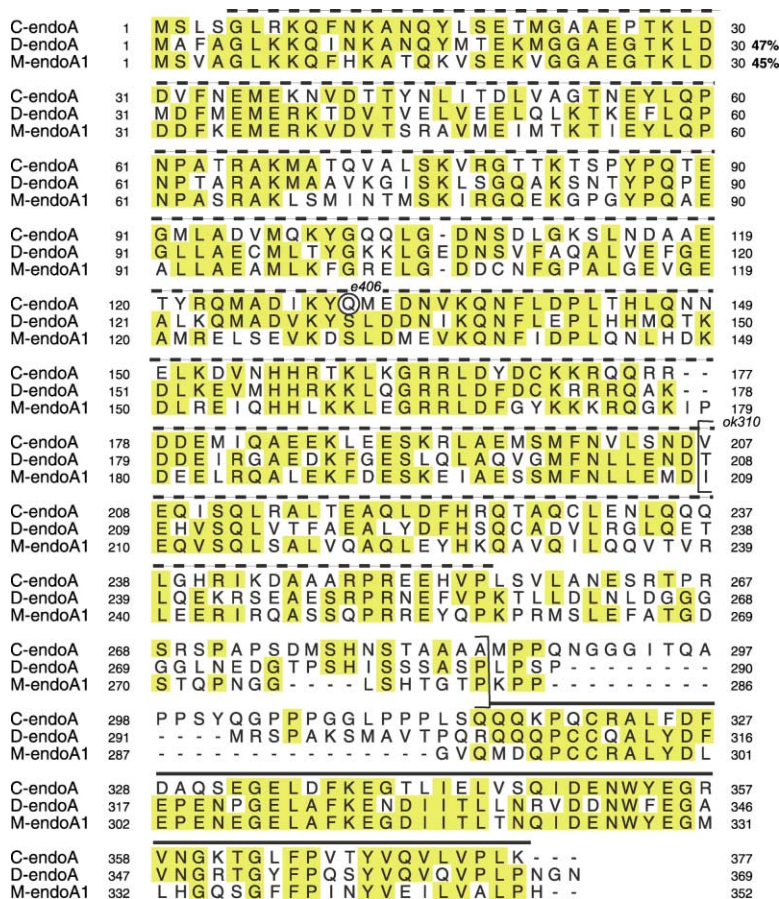 C-endoA 1 MSLSGLRKQFNKANQYLSETMGAAEPTKLD 30
D-endoA 1 MAFAGLKKQINKANQYMTEKMGGAEGTKLD 30 47%
M-endoA1 1 MSVAGLKKQFHKATQKVSEKVGGAEGTKLD 30 45%
C-endoA 31 DVFNEMEKNVDTTYNLITDLVAGTNEYLQP 60
D-endoA 31 MDFMEMERKTDVTVELVEELQLKTKEFLQP 60
M-endoA1 31 DDFKEMERKVDVTSRAVMEIMTKTIEYLQP 60
C-endoA 61 NPATRAKMATQVALSKVRGTTKTSPYPQTE 90
D-endoA 61 NPTARAKMAAVKGISKLSGQAKSNTYPQPE 90
M-endoA1 61 NPASRAKLSMINTMSKIRGQEKGPGYPQAE 90
C-endoA 91 GMLADVMQKYGQQLG-DNSDLGKSLNDAAE 119
D-endoA 91 GLLAECMLTYGKKLGEDNSVFAQALVEFGE 120
M-endoA1 91 ALLAEAMLKFGRELG-DDCNFGPALGEVGE 119
e406
C-endoA 120 TYRQMADIKYQMEDNVKQNFLDPLTHLQNN 149
D-endoA 121 ALKQMADVKYSLDDNIKQNFLEPLHHMQTK 150
M-endoA1 120 AMRELSEVKDSLDMEVKQNFIDPLQNLHDK 149
C-endoA 150 ELKDVNHHRTKLKGRRLDYDCKKRQQRR-- 177
D-endoA 151 DLKEVMHHRKKLQGRRLDFDCKRRRQAK-- 178
M-endoA1 150 DLREIQHHLKKLEGRRLDFGYKKKRQGKIP 179
ok310
C-endoA 178 DDEMIQAEEKLEESKRLAEMSMFNVLSNDV 207
D-endoA 179 DDEIRGAEDKFGESLQLAQVGMFNLLENDT 208
M-endoA1 180 DEELRQALEKFDESKEIAESSMFNLLEMDI 209
C-endoA 208 EQISQLRALTEAQLDFHRQTAQCLENLQQQ 237
D-endoA 209 EHVSQLVTFAEALYDFHSQCADVLRGLQET 238
M-endoA1 210 EQVSQLSALVQAQLEYHKQAVQILQQVTVR 239
C-endoA 238 LGHRIKDAAARPREEHVPLSVLANESRTPR 267
D-endoA 239 LQEKRSEAESRPRNEFVPKTLLDLNLDGGG 268
M-endoA1 240 LEERIRQASSQPRREYQPKPRMSLEFATGD 269
C-endoA 268 SRSPAPSDMSHNSTAAAAMPPQNGGGITQA 297
D-endoA 269 GGLNEDGTPSHISSSASPLPSP-------- 290
M-endoA1 270 STQPNGG----LSHTGTPKPP--------- 286
C-endoA 298 PPSYQGPPPGGLPPPLSQQQKPQCRALFDF 327
D-endoA 291 ----MRSPAKSMAVTPQRQQQPCCQALYDF 316
M-endoA1 287 ---------------GVQMDQPCCRALYDL 301
C-endoA 328 DAQSEGELDFKEGTLIELVSQIDENWYEGR 357
D-endoA 317 EPENPGELAFKENDIITLLNRVDDNWFEGA 346
M-endoA1 302 EPENEGELAFKEGDIITLTNQIDENWYEGM 331
C-endoA 358 VNGKTGLFPVTYVQVLVPLK--- 377
D-endoA 347 VNGRTGYFPQSYVQVQVPLPNGN 369
M-endoA1 332 LHGQSGFFPINYVEILVALPH-- 352